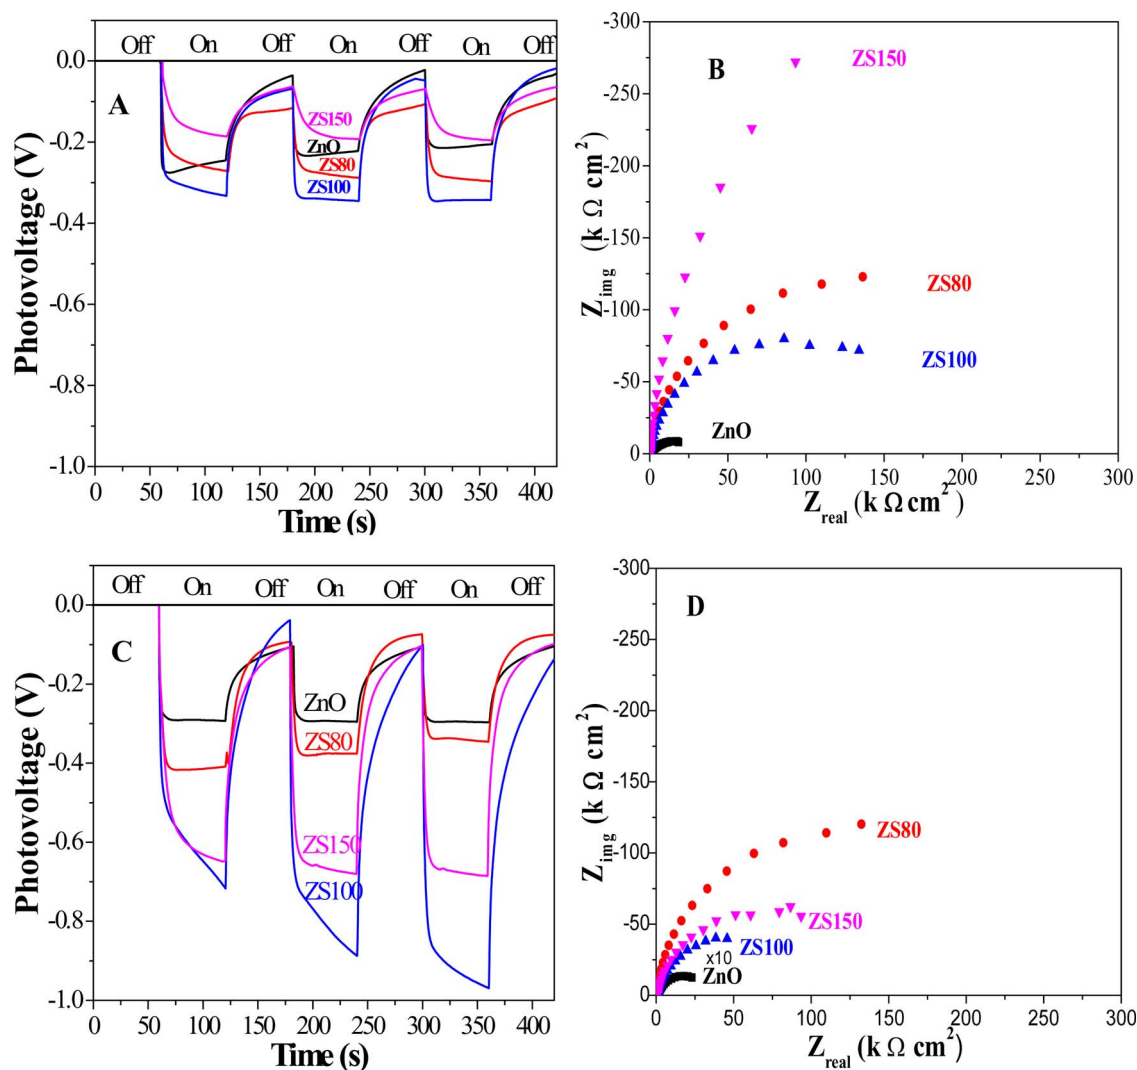 Off On Off On Off On Off
A
ZS150
ZnO
ZS80
ZS100
0.0
-0.2
-0.4
-0.6
-0.8
-1.0
Photovoltage (V)
0 50 100 150 200 250 300 350 400
Time (s)
B
ZS150
ZS80
ZS100
ZnO
-300
-250
-200
-150
-100
-50
0
Z img (k Ω cm2)
0 50 100 150 200 250 300
Z real (k Ω cm2)
Off On Off On Off On Off
C
ZnO
ZS80
ZS150
ZS100
0.0
-0.2
-0.4
-0.6
-0.8
-1.0
Photovoltage (V)
0 50 100 150 200 250 300 350 400
Time (s)
D
ZS80
ZS150
ZS100
x10
ZnO
-300
-250
-200
-150
-100
-50
0
Z img (k Ω cm2)
0 50 100 150 200 250 300
Z real (k Ω cm2)